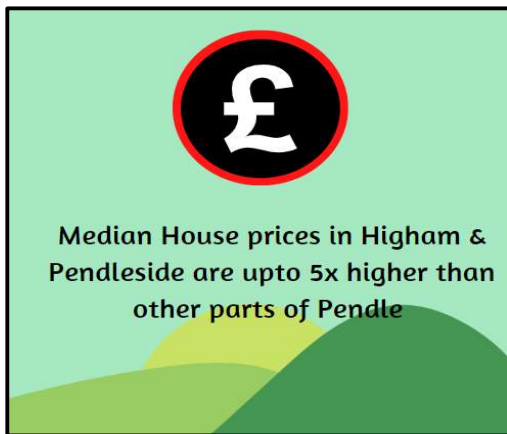 £
Median House prices in Higham &
Pendleside are upto 5x higher than
other parts of Pendle